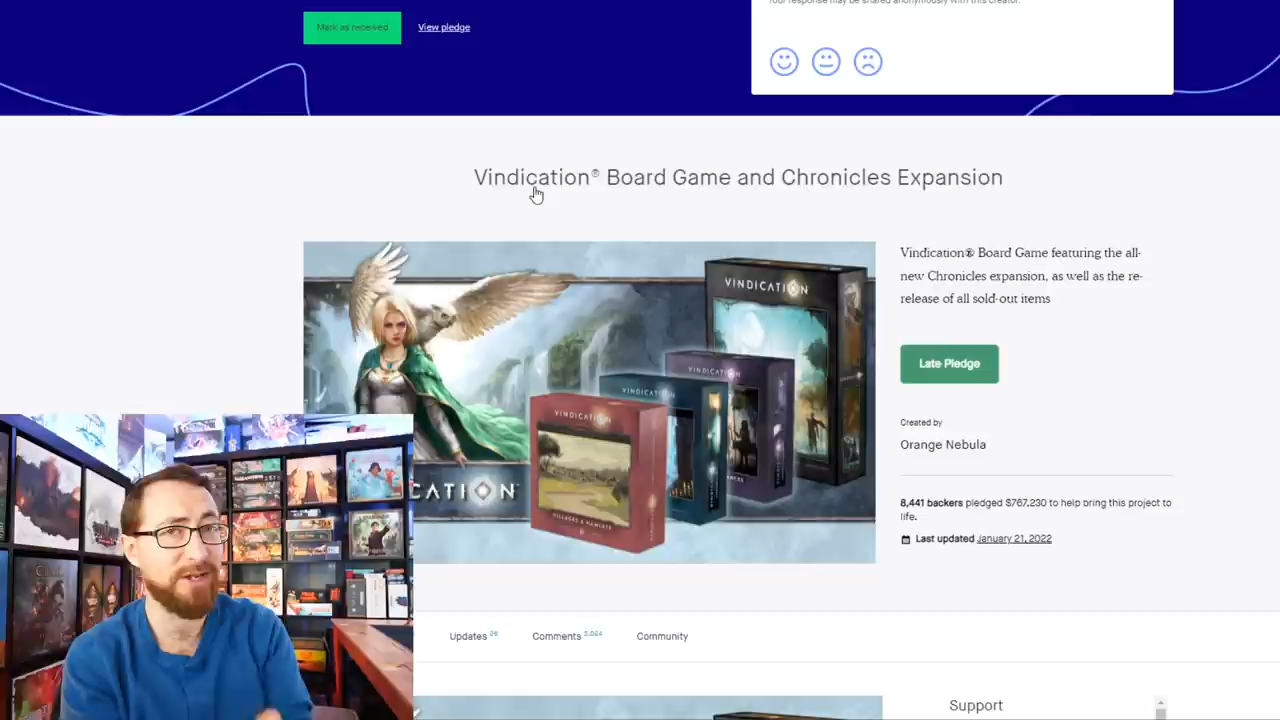 Your response may be shared anonymously with this creator.
Mark as received
View pledge
Vindication® Board Game and Chronicles Expansion
VINDICATION
VINDICATION
VINDICATION
VINDICATION
CATION
VILLAGES & HAMLETS
Vindication® Board Game featuring the all-
new Chronicles expansion, as well as the re-
release of all sold-out items
Late Pledge
Created by
Orange Nebula
8,441 backers pledged $767,230 to help bring this project to
life.
Last updated January 21, 2022
Updates 26
Comments 2,024
Community
Support